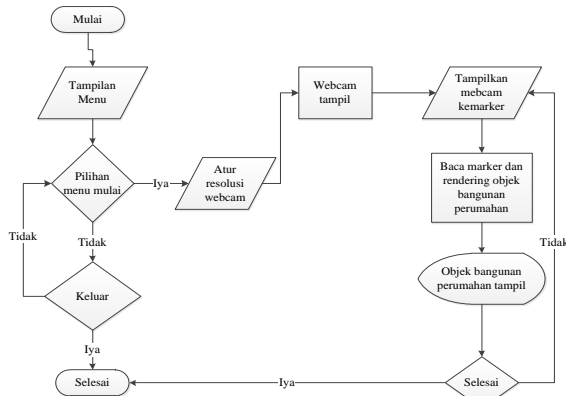 Mulai
Tampilan
Menu
Pilihan
menu mulai
Iya
Tidak
Tidak
Keluar
Iya
Selesai
Atur
resolusi
webcam
Webcam
tampil
Tampilkan
mebcam
kemarker
Baca marker dan
rendering objek
bangunan
perumahan
Tidak
Objek bangunan
perumahan tampil
Selesai
Iya